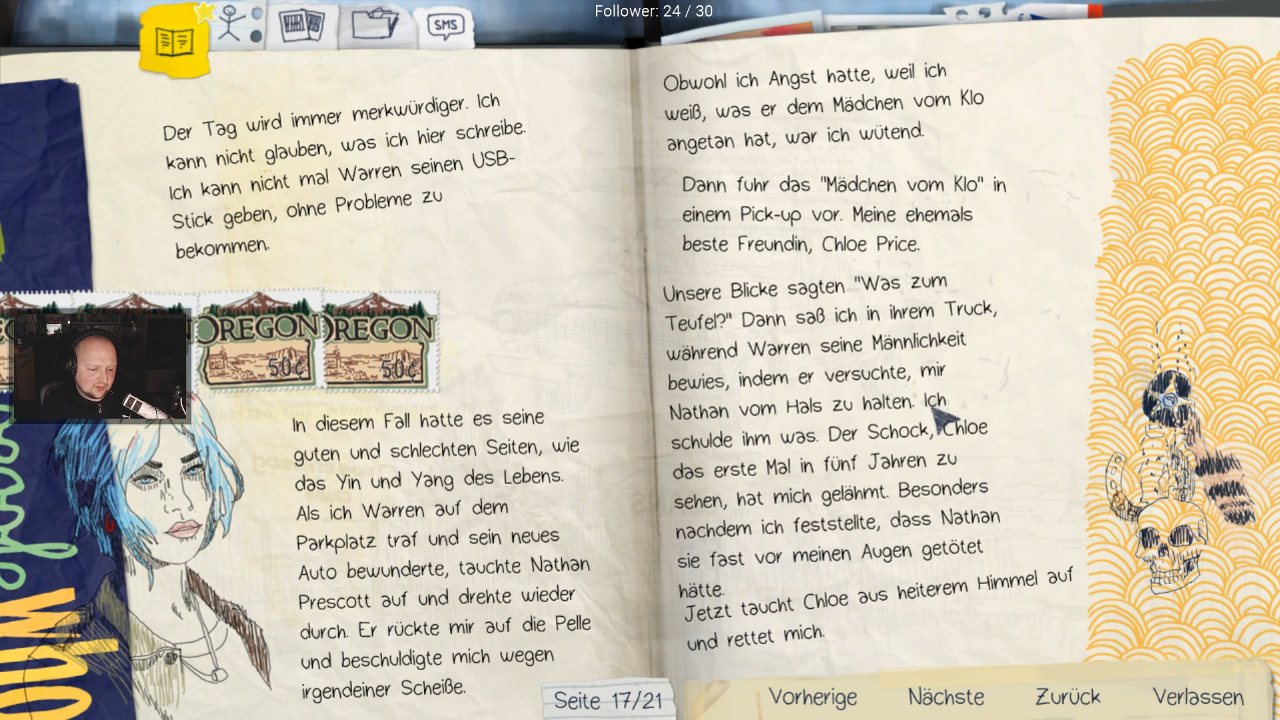 Follower: 24 / 30
SMS
Der Tag wird immer merkwürdiger. Ich
kann nicht glauben, was ich hier schreibe.
Ich kann nicht mal Warren seinen USB-
Stick geben, ohne Probleme zu
bekommen.
OREGON
50¢
OREGON
50¢
In diesem Fall hatte es seine
guten und schlechten Seiten, wie
das Yin und Yang des Lebens.
Als ich Warren auf dem
Parkplatz traf und sein neues
Auto bewunderte, tauchte Nathan
Prescott auf und drehte wieder
durch. Er rückte mir auf die Pelle
und beschuldigte mich wegen
irgendeiner Scheiße.
Who
Seite 17/21
Obwohl ich Angst hatte, weil ich
weiß, was er dem Mädchen vom Klo
angetan hat, war ich wütend.
Dann fuhr das "Mädchen vom Klo" in
einem Pick-up vor. Meine ehemals
beste Freundin, Chloe Price.
Unsere Blicke sagten "Was zum
Teufel?" Dann saß ich in ihrem Truck,
während Warren seine Männlichkeit
bewies, indem er versuchte, mir
Nathan vom Hals zu halten. Ich
schulde ihm was. Der Schock, Chloe
das erste Mal in fünf Jahren zu
sehen, hat mich gelähmt. Besonders
nachdem ich feststellte, dass Nathan
sie fast vor meinen Augen getötet
hätte.
Jetzt taucht Chloe aus heiterem Himmel auf
und rettet mich.
Vorherige
Nächste
Zurück
Verlassen